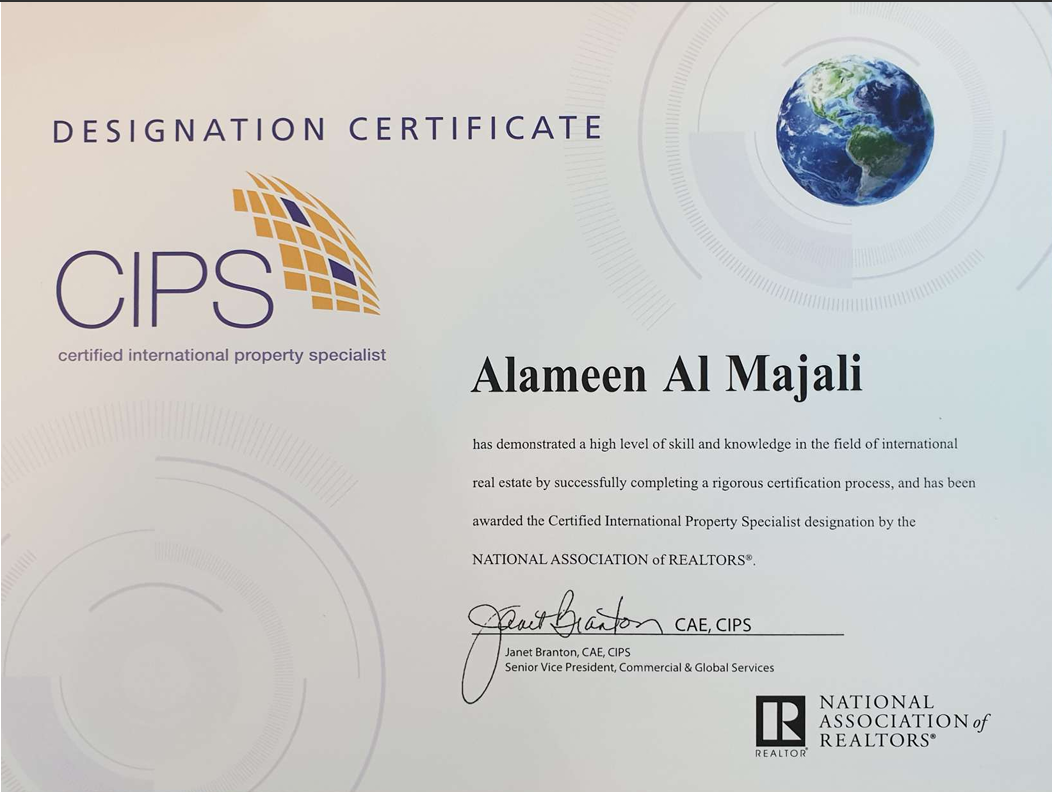 DESIGNATION CERTIFICATE
CIPS
certified international property specialist
Alameen Al Majali
has demonstrated a high level of skill and knowledge in the field of international
real estate by successfully completing a rigorous certification process, and has been
awarded the Certified International Property Specialist designation by the
NATIONAL ASSOCIATION of REALTORS®.
Janet Branton CAE, CIPS
Janet Branton, CAE, CIPS
Senior Vice President, Commercial & Global Services
R
REALTOR®
NATIONAL
ASSOCIATION of
REALTORS®